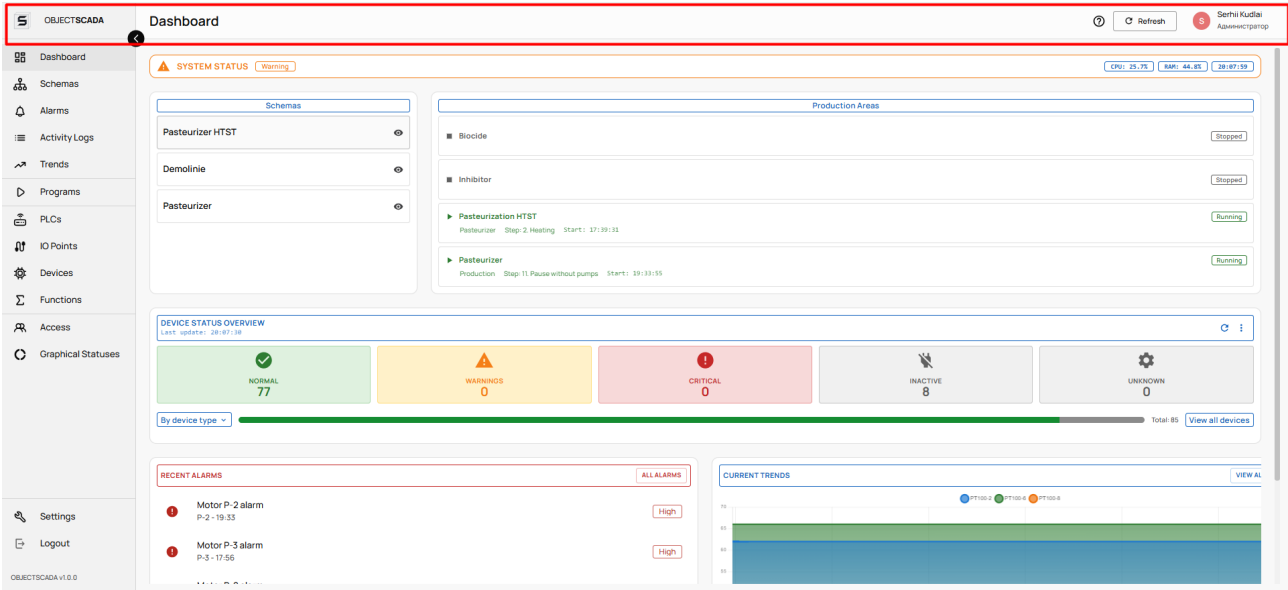 OBJECTSCADA
Dashboard
Refresh
S
Serhii Kudlai
Администратор
Dashboard
Schemas
Alarms
Activity Logs
Trends
Programs
PLCs
IO Points
Devices
Functions
Access
Graphical Statuses
Settings
Logout
OBJECTSCADA v1.0.0
SYSTEM STATUS Warning
CPU: 25.7% RAM: 44.8% 20:07:59
Schemas
Pasteurizer HTST
Demolinie
Pasteurizer
Production Areas
Biocide Stopped
Inhibitor Stopped
Pasteurization HTST Running
Pasteurizer Step: 2. Heating Start: 17:39:31
Pasteurizer Running
Production Step: 11. Pause without pumps Start: 19:33:55
DEVICE STATUS OVERVIEW
Last update: 20:07:30
NORMAL
77
WARNINGS
0
CRITICAL
0
INACTIVE
8
UNKNOWN
0
By device type Total: 85 View all devices
RECENT ALARMS ALL ALARMS
Motor P-2 alarm High
P-2 - 19:33
Motor P-3 alarm High
P-3 - 17:56
CURRENT TRENDS VIEW AL
PT100-2 PT100-6 PT100-8
70
65
60